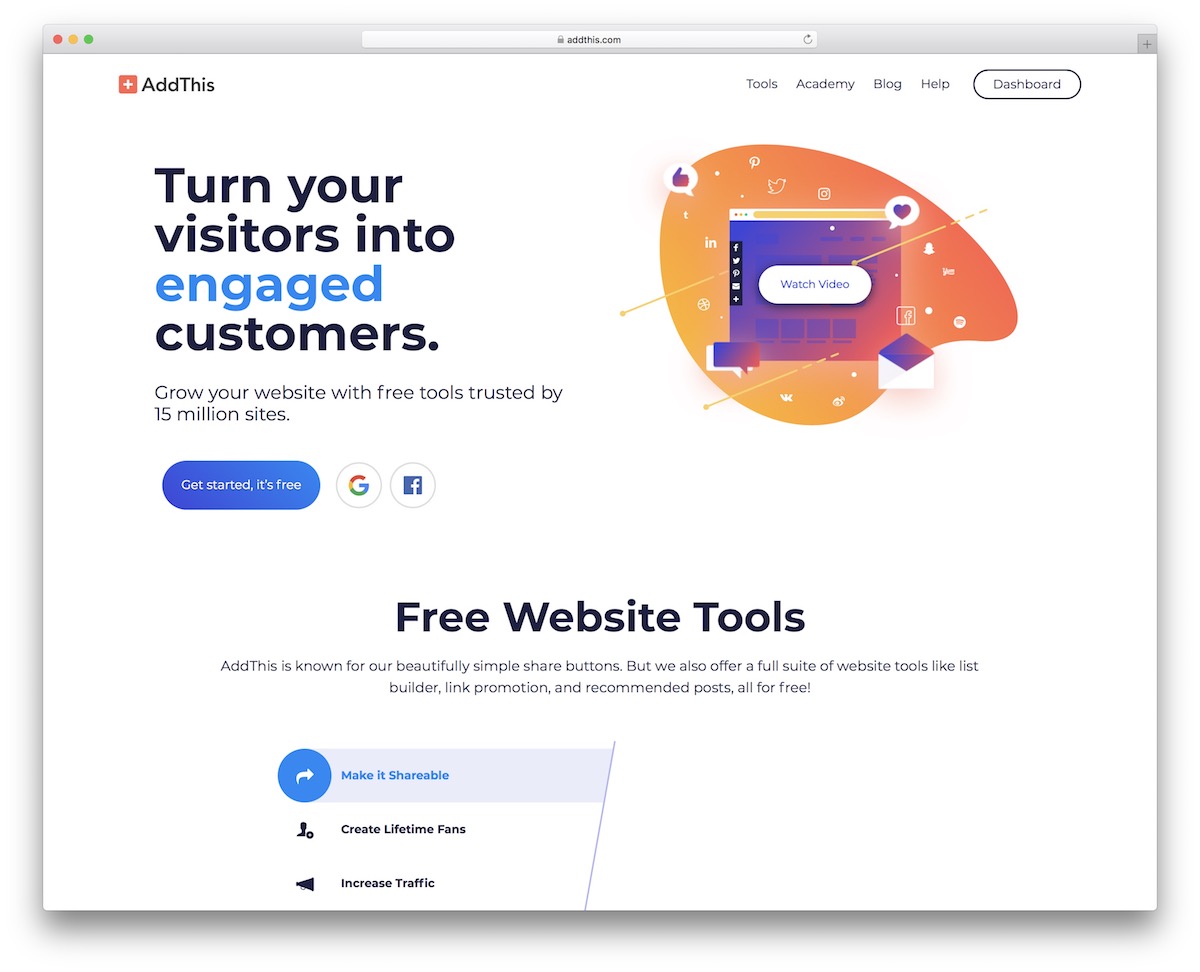 addthis.com
AddThis
Tools Academy Blog Help Dashboard
Turn your
visitors into
engaged
customers.
Grow your website with free tools trusted by
15 million sites.
Watch Video
Get started, it's free
Free Website Tools
AddThis is known for our beautifully simple share buttons. But we also offer a full suite of website tools like list
builder, link promotion, and recommended posts, all for free!
Make it Shareable
Create Lifetime Fans
Increase Traffic